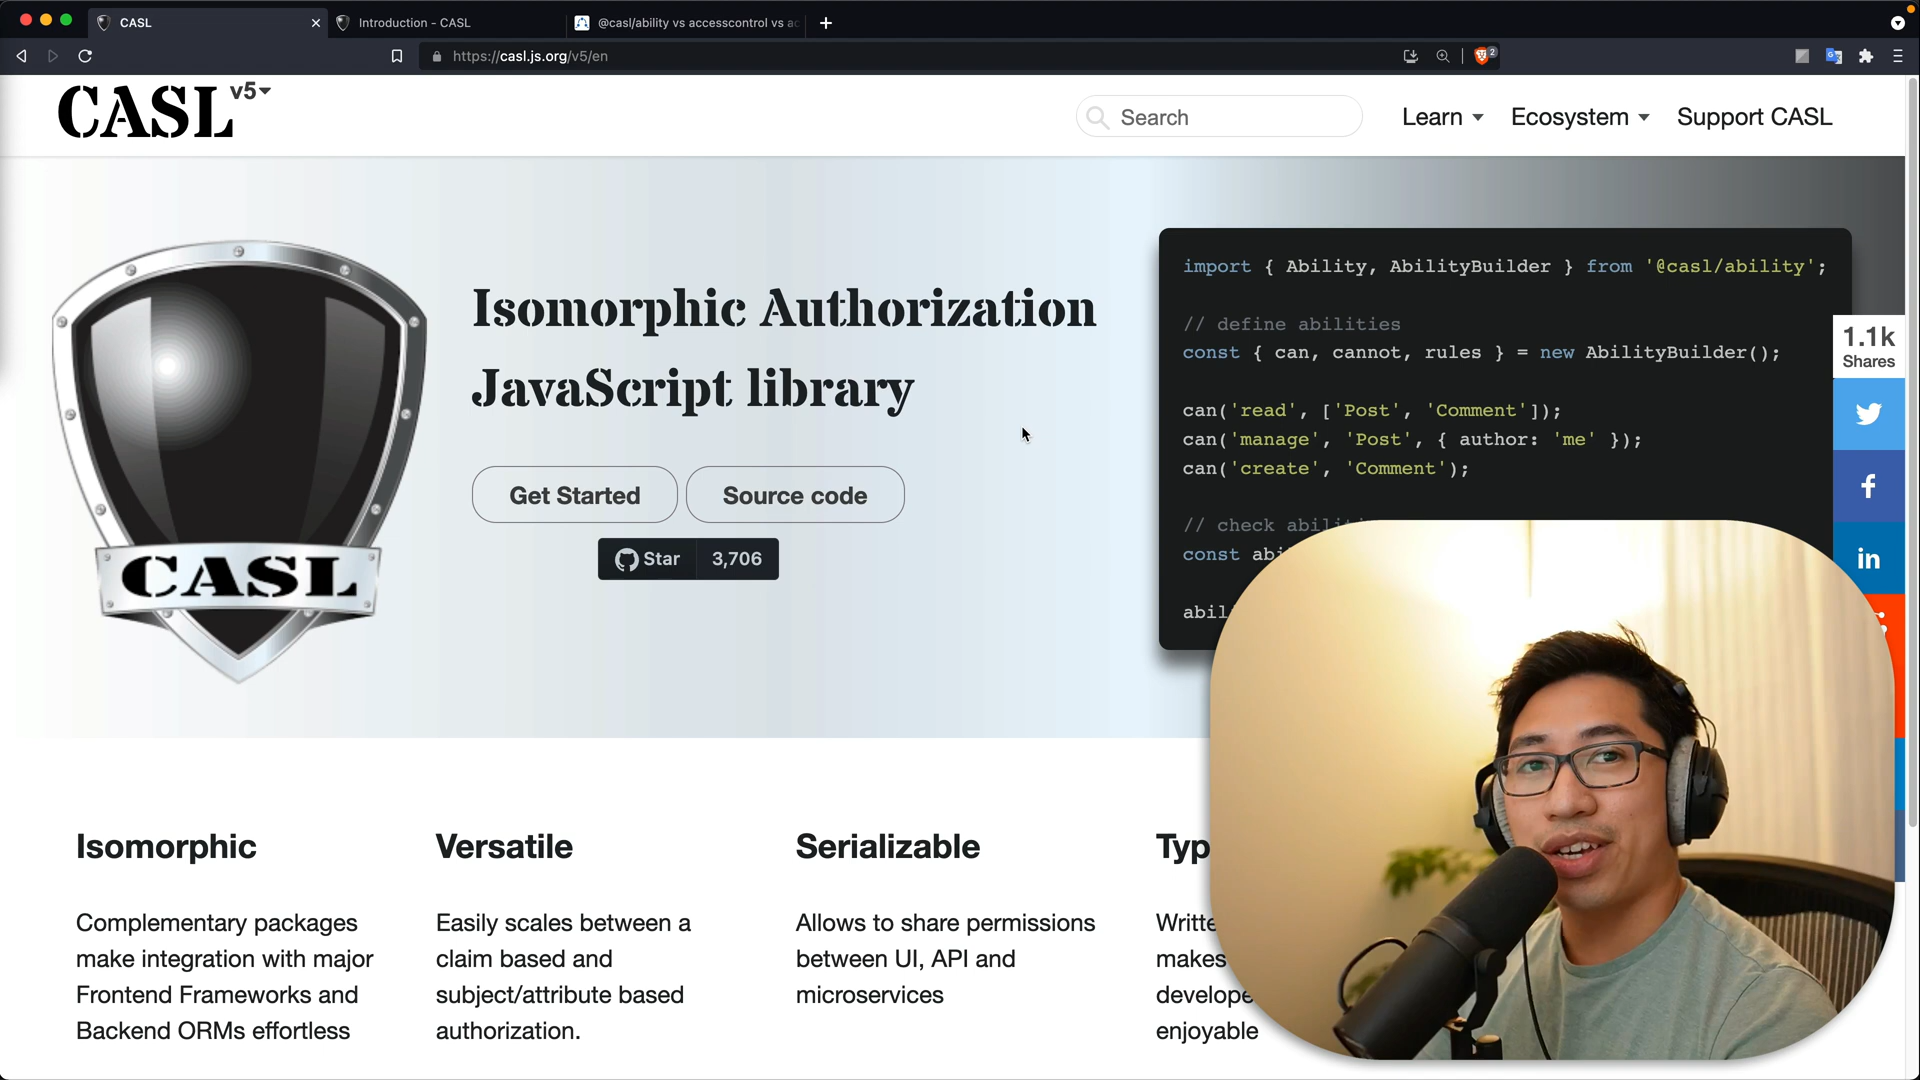 CASL
Introduction - CASL
@casl/ability vs accesscontrol vs ac
https://casl.js.org/v5/en
2
CASL v5
Search
Learn
Ecosystem
Support CASL
Isomorphic Authorization
JavaScript library
Get Started
Source code
Star 3,706
CASL
import { Ability, AbilityBuilder } from '@casl/ability';
// define abilities
const { can, cannot, rules } = new AbilityBuilder();
can('read', ['Post', 'Comment']);
can('manage', 'Post', { author: 'me' });
can('create', 'Comment');
// check abili
const abi
abil
1.1k
Shares
f
in
Isomorphic
Complementary packages
make integration with major
Frontend Frameworks and
Backend ORMs effortless
Versatile
Easily scales between a
claim based and
subject/attribute based
authorization.
Serializable
Allows to share permissions
between UI, API and
microservices
Typ
Writte
makes
develope
enjoyable